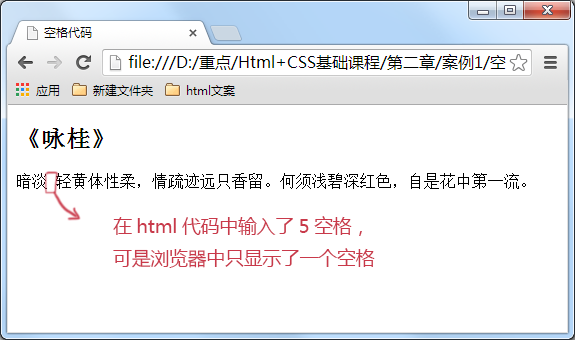 空格代码
file:///D:/重点/Html+CSS基础课程/第二章/案例1/空
应用 新建文件夹 html文案
《咏桂》
暗淡 轻黄体性柔，情疏迹远只香留。何须浅碧深红色，自是花中第一流。
在 html 代码中输入了 5 空格，
可是浏览器中只显示了一个空格